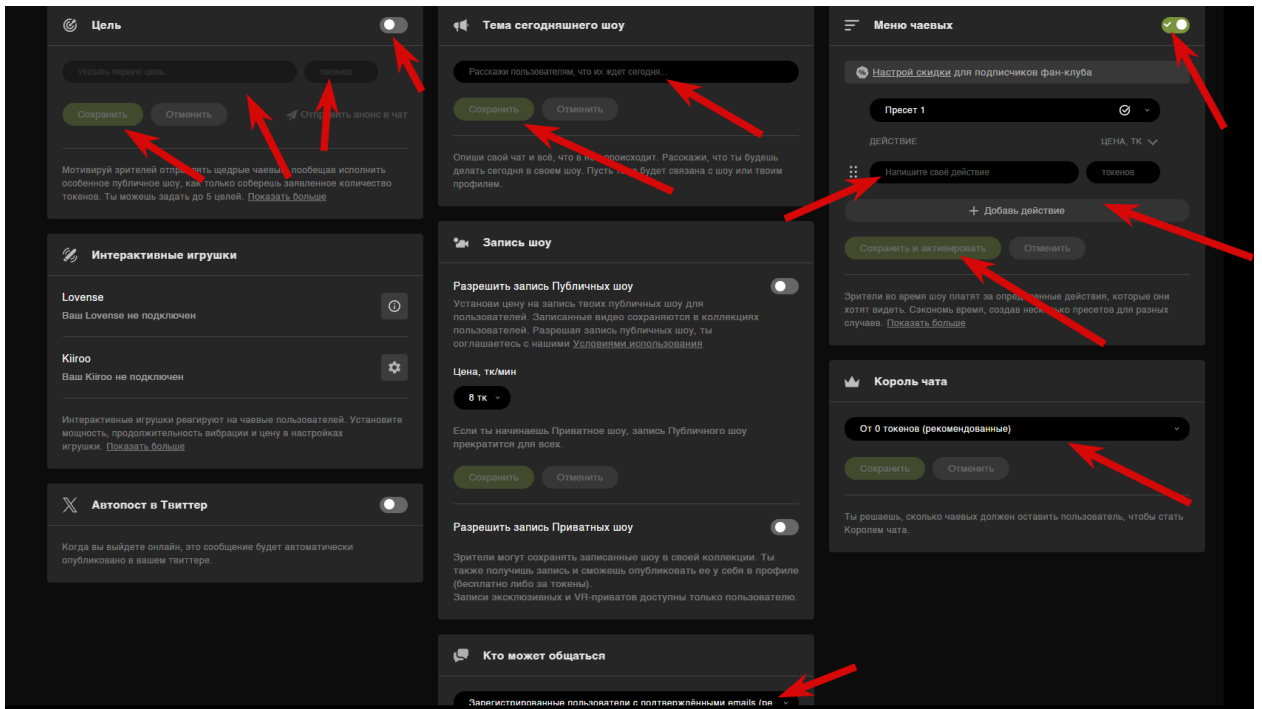 Цель
Указать первую цель...
токенов
Сохранить
Отменить
Отправить анонс в чат
Мотивируй зрителей отправлять щедрые чаевые, пообещав исполнить
особенное публичное шоу, как только соберешь заявленное количество
токенов. Ты можешь задать до 5 целей. Показать больше
Интерактивные игрушки
Lovense
Ваш Lovense не подключен
Kiiroo
Ваш Kiiroo не подключен
Интерактивные игрушки реагируют на чаевые пользователей. Установите
мощность, продолжительность вибрации и цену в настройках
игрушки. Показать больше
Автопост в Твиттер
Когда вы выйдете онлайн, это сообщение будет автоматически
опубликовано в вашем твиттере.
Тема сегодняшнего шоу
Расскажи пользователям, что их ждет сегодня...
Сохранить
Отменить
Опиши свой чат и всё, что в нём происходит. Расскажи, что ты будешь
делать сегодня в своем шоу. Пусть тема будет связана с шоу или твоим
профилем.
Запись шоу
Разрешить запись Публичных шоу
Установи цену на запись твоих публичных шоу для
пользователей. Записанные видео сохраняются в коллекциях
пользователей. Разрешая запись публичных шоу, ты
соглашаетесь с нашими Условиями использования
Цена, тк/мин
8 тк
Если ты начинаешь Приватное шоу, запись Публичного шоу
прекратится для всех.
Сохранить
Отменить
Разрешить запись Приватных шоу
Зрители могут сохранять записанные шоу в своей коллекции. Ты
также получишь запись и сможешь опубликовать ее у себя в профиле
(бесплатно либо за токены).
Записи эксклюзивных и VR-приватов доступны только пользователю.
Кто может общаться
Зарегистрированные пользователи с подтверждёнными emails (ре
Меню чаевых
Настрой скидки для подписчиков фан-клуба
Пресет 1
ДЕЙСТВИЕ
ЦЕНА, ТК
Напишите своё действие
токенов
Добавь действие
Сохранить и активировать
Отменить
Зрители во время шоу платят за определенные действия, которые они
хотят видеть. Сэкономь время, создав несколько пресетов для разных
случаев. Показать больше
Король чата
От 0 токенов (рекомендованные)
Сохранить
Отменить
Ты решаешь, сколько чаевых должен оставить пользователь, чтобы стать
Королем чата.